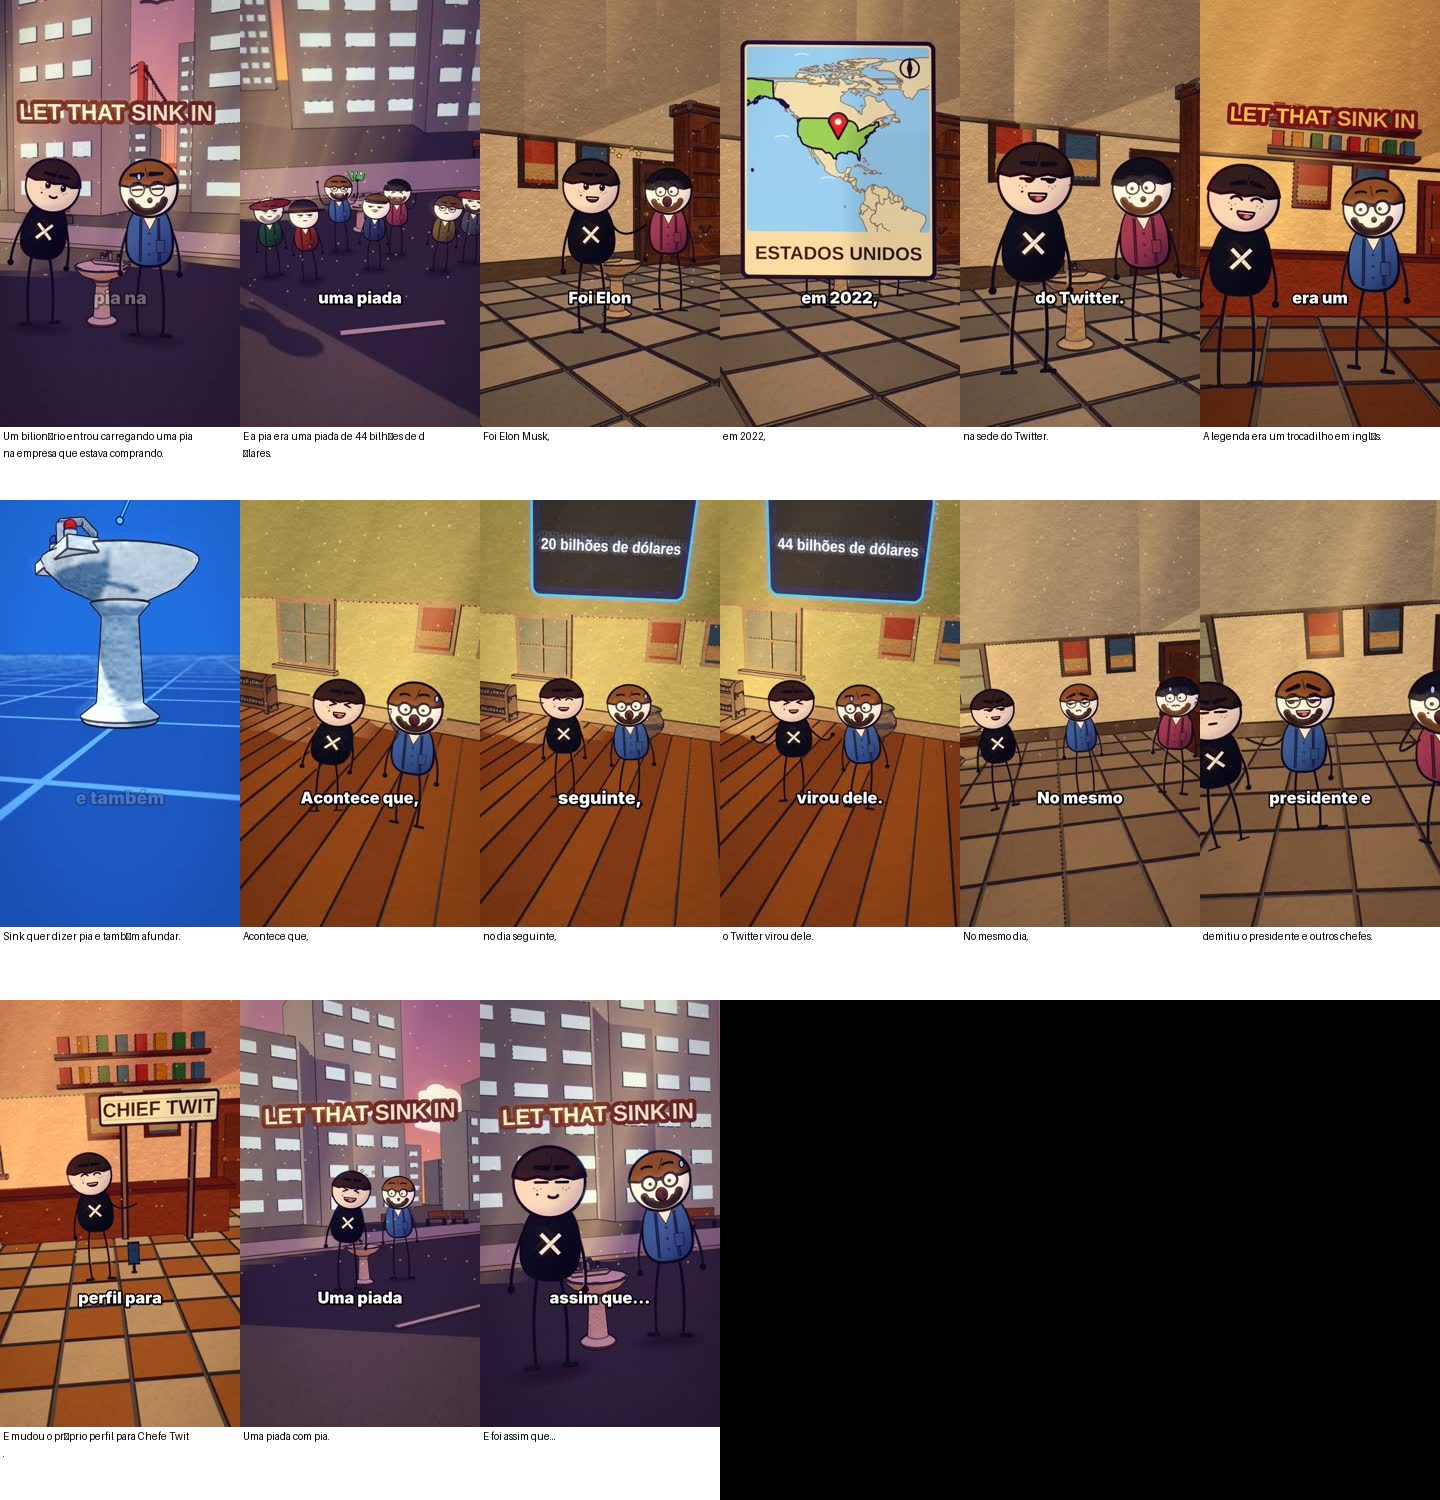 LET THAT SINK IN
pia na
Um bilion□rio entrou carregando uma pia
na empresa que estava comprando.
uma piada
E a pia era uma piada de 44 bilh□es de d
□lares.
Foi Elon
Foi Elon Musk,
ESTADOS UNIDOS
em 2022,
em 2022,
do Twitter.
na sede do Twitter.
LET THAT SINK IN
era um
A legenda era um trocadilho em ingl□s.
e também
Sink quer dizer pia e tamb□m afundar.
Acontece que,
Acontece que,
20 bilhões de dólares
seguinte,
no dia seguinte,
44 bilhões de dólares
virou dele.
o Twitter virou dele.
No mesmo
No mesmo dia,
presidente e
demitiu o presidente e outros chefes.
CHIEF TWIT
perfil para
E mudou o pr□prio perfil para Chefe Twit
.
LET THAT SINK IN
Uma piada
Uma piada com pia.
LET THAT SINK IN
assim que...
E foi assim que...